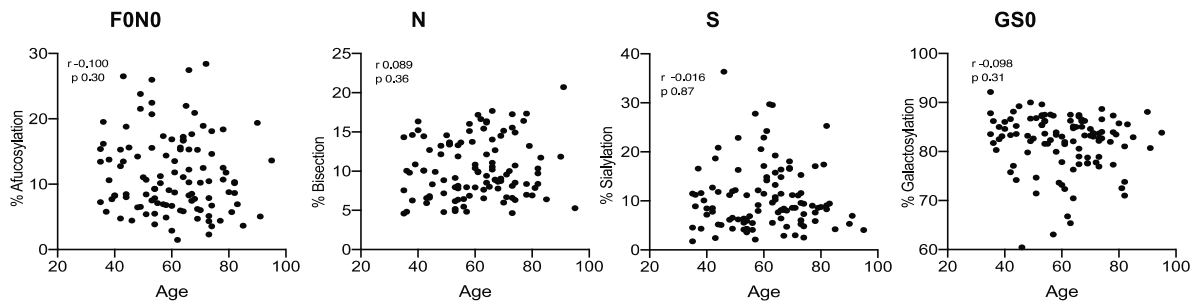 F0N0
r -0.100
p 0.30
% Afucosylation
30
20
10
0
20
40
60
80
100
Age
N
r 0.089
p 0.36
% Bisection
25
20
15
10
5
0
20
40
60
80
100
Age
S
r -0.016
p 0.87
% Sialylation
40
30
20
10
0
20
40
60
80
100
Age
GS0
r -0.098
p 0.31
% Galactosylation
100
90
80
70
60
20
40
60
80
100
Age